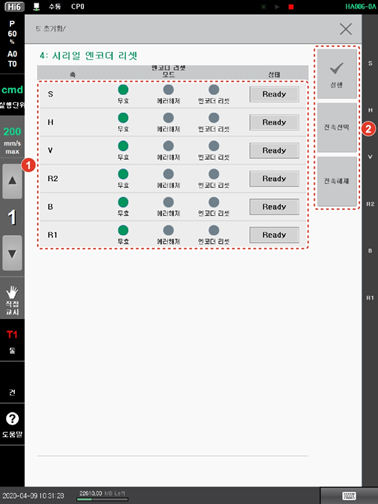 Hi6 수동 CP0 HA006-0A
P
60
%
A0
T0
cmd
실행단위
200
mm/s
max
1
직접
교시
T1
툴
건
도움말
5: 초기화/
4: 시리얼 엔코더 리셋
축 엔코더 리셋 모드 상태
S 무효 에러해제 엔코더 리셋 Ready
H 무효 에러해제 엔코더 리셋 Ready
V 무효 에러해제 엔코더 리셋 Ready
R2 무효 에러해제 엔코더 리셋 Ready
B 무효 에러해제 엔코더 리셋 Ready
R1 무효 에러해제 엔코더 리셋 Ready
1
실행
전축선택
전축해제
2
S
H
V
R2
B
R1
2020-04-09 10:31:28 22610.00 MB Left